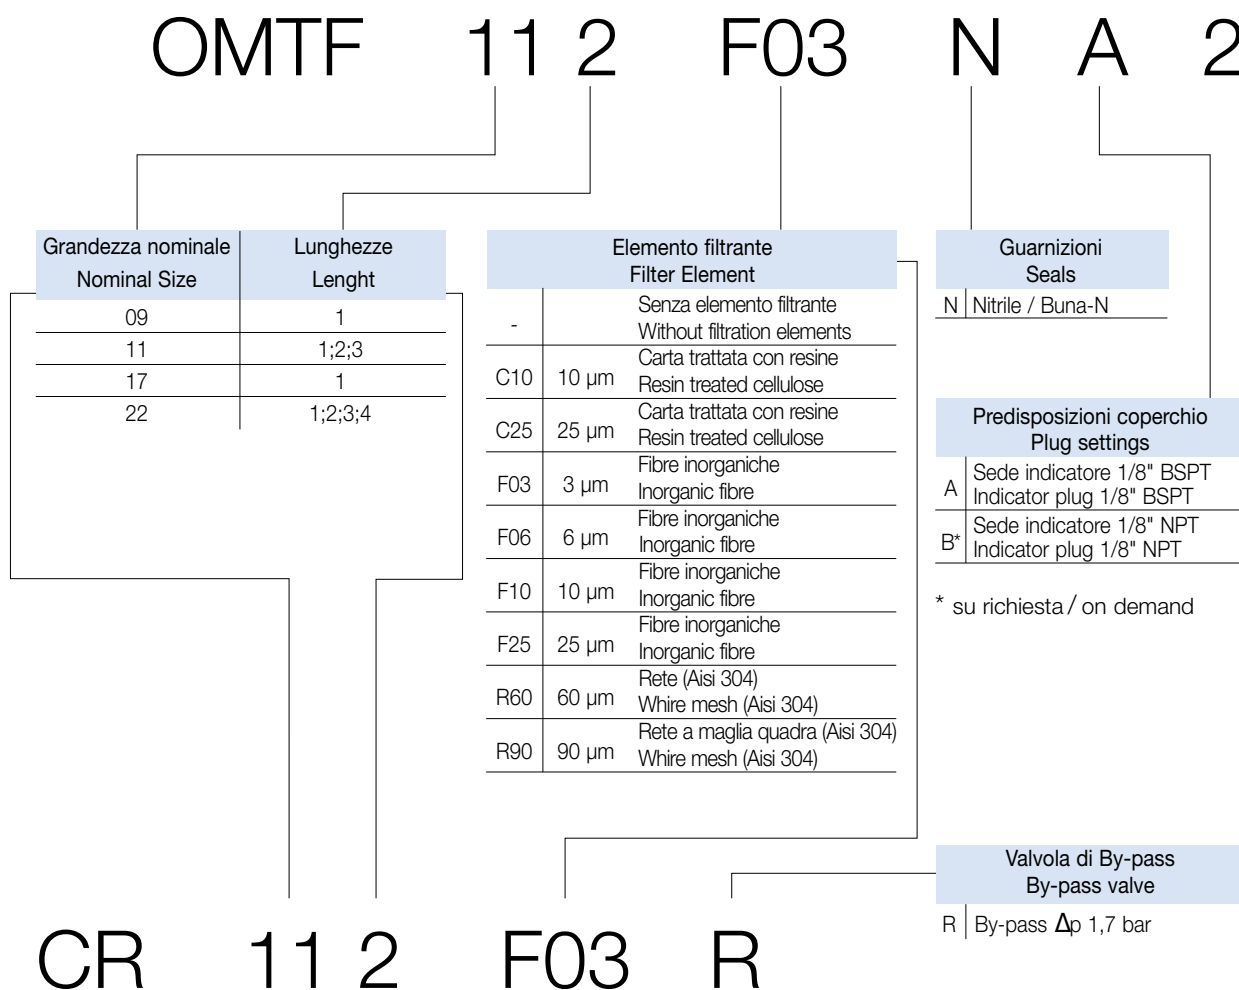 OMTF 11 2 F03 N A 2
Grandezza nominale
Nominal Size
Lunghezze
Lenght
09 1
11 1;2;3
17 1
22 1;2;3;4
Elemento filtrante
Filter Element
- Senza elemento filtrante
Without filtration elements
C10 10 µm Carta trattata con resine
Resin treated cellulose
C25 25 µm Carta trattata con resine
Resin treated cellulose
F03 3 µm Fibre inorganiche
Inorganic fibre
F06 6 µm Fibre inorganiche
Inorganic fibre
F10 10 µm Fibre inorganiche
Inorganic fibre
F25 25 µm Fibre inorganiche
Inorganic fibre
R60 60 µm Rete (Aisi 304)
Whire mesh (Aisi 304)
R90 90 µm Rete a maglia quadra (Aisi 304)
Whire mesh (Aisi 304)
Guarnizioni
Seals
N Nitrile / Buna-N
Predisposizioni coperchio
Plug settings
A Sede indicatore 1/8" BSPT
Indicator plug 1/8" BSPT
B* Sede indicatore 1/8" NPT
Indicator plug 1/8" NPT
* su richiesta / on demand
Valvola di By-pass
By-pass valve
R By-pass Δp 1,7 bar
CR 11 2 F03 R